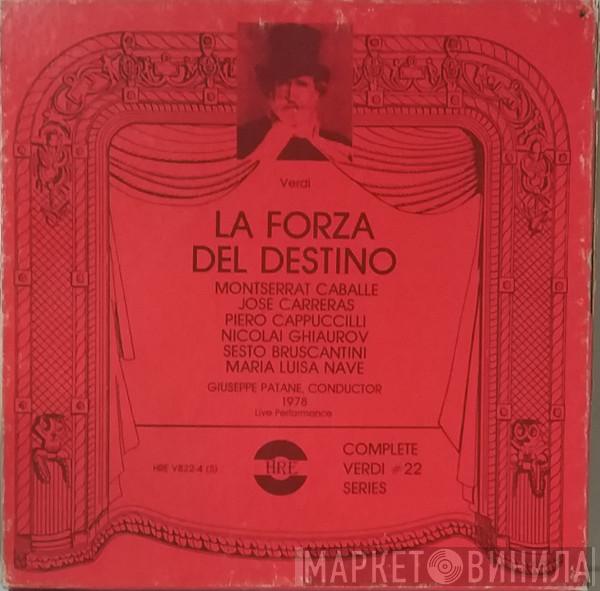 Verdi
LA FORZA
DEL DESTINO
MONTSERRAT CABALLE
JOSE CARRERAS
PIERO CAPPUCCILLI
NICOLAI GHIAUROV
SESTO BRUSCANTINI
MARIA LUISA NAVE
GIUSEPPE PATANE, CONDUCTOR
1978
Live Performance
HRE V822-4 (S)
HRE
COMPLETE
VERDI #22
SERIES
МАРКЕТ ВИНИЛА